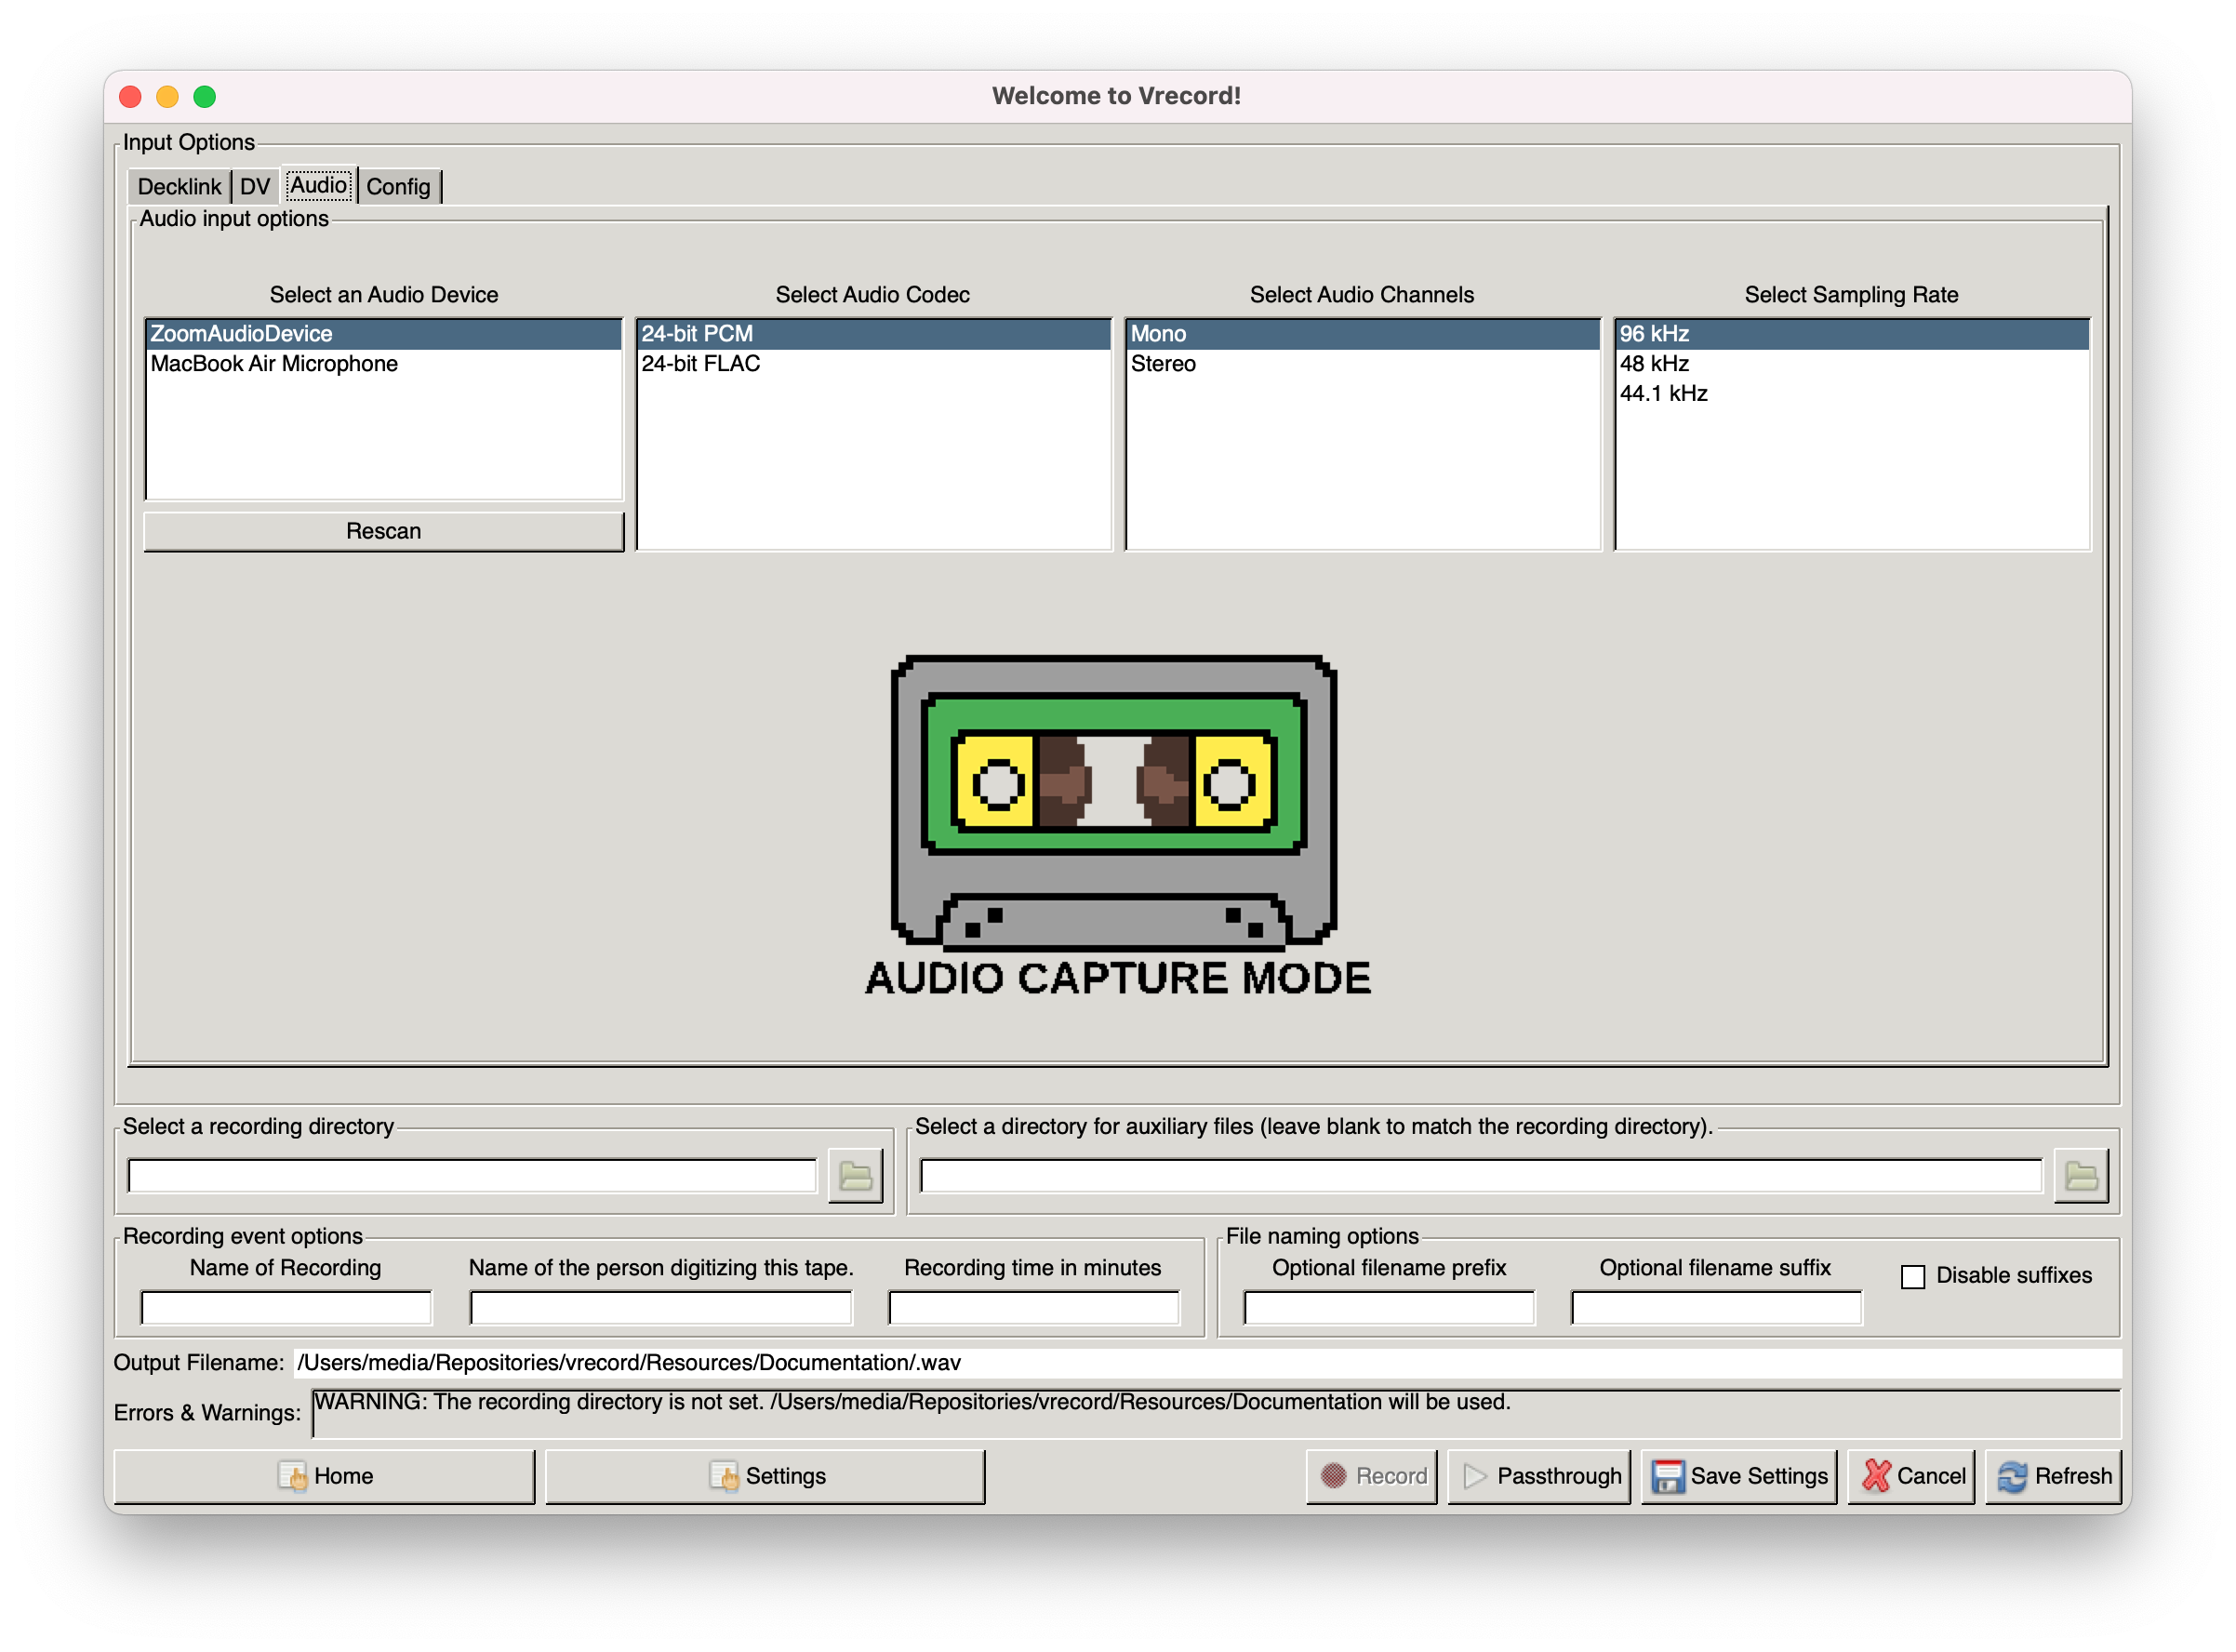 Welcome to Vrecord!
Input Options
Decklink DV Audio Config
Audio input options
Select an Audio Device
ZoomAudioDevice
MacBook Air Microphone
Rescan
Select Audio Codec
24-bit PCM
24-bit FLAC
Select Audio Channels
Mono
Stereo
Select Sampling Rate
96 kHz
48 kHz
44.1 kHz
AUDIO CAPTURE MODE
Select a recording directory
Select a directory for auxiliary files (leave blank to match the recording directory).
Recording event options
Name of Recording
Name of the person digitizing this tape.
Recording time in minutes
File naming options
Optional filename prefix
Optional filename suffix
Disable suffixes
Output Filename: /Users/media/Repositories/vrecord/Resources/Documentation/.wav
Errors & Warnings: WARNING: The recording directory is not set. /Users/media/Repositories/vrecord/Resources/Documentation will be used.
Home Settings Record Passthrough Save Settings Cancel Refresh